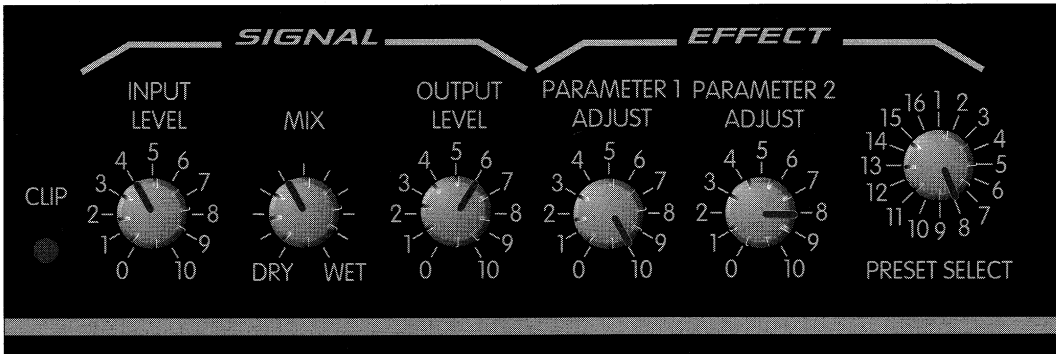 SIGNAL
EFFECT
INPUT
LEVEL
MIX
OUTPUT
LEVEL
PARAMETER 1
ADJUST
PARAMETER 2
ADJUST
CLIP
0 1 2 3 4 5 6 7 8 9 10
DRY WET
0 1 2 3 4 5 6 7 8 9 10
0 1 2 3 4 5 6 7 8 9 10
0 1 2 3 4 5 6 7 8 9 10
1 2 3 4 5 6 7 8 9 10 11 12 13 14 15 16
PRESET SELECT